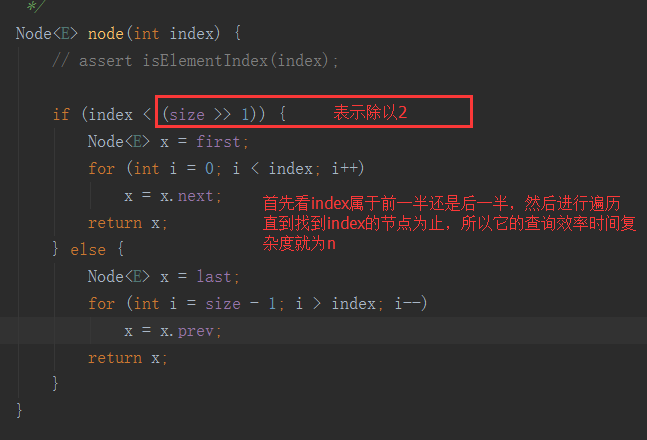 */
Node<E> node(int index) {
// assert isElementIndex(index);
if (index < (size >> 1)) { 表示除以2
Node<E> x = first;
for (int i = 0; i < index; i++)
x = x.next;
首先看index属于前一半还是后一半，然后进行遍历
return x;
直到找到index的节点为止，所以它的查询效率时间复
杂度就为n
} else {
Node<E> x = last;
for (int i = size - 1; i > index; i--)
x = x.prev;
return x;
}
}